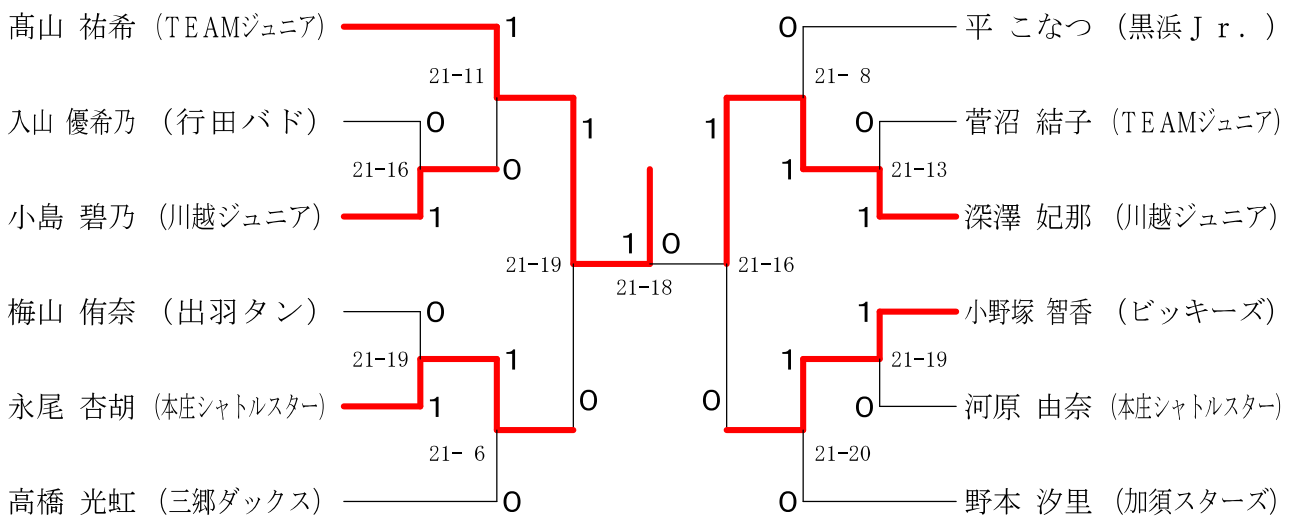 髙山 祐希 (TEAMジュニア) 1 0 平 こなつ (黒浜Jr.)
21-11 21- 8
入山 優希乃 (行田バド) 0 1 1 0 菅沼 結子 (TEAMジュニア)
21-16 0 1 21-13
小島 碧乃 (川越ジュニア) 1 1 深澤 妃那 (川越ジュニア)
21-19 1 0 21-16
21-18
梅山 侑奈 (出羽タン) 0 1 小野塚 智香 (ビッキーズ)
21-19 1 1 21-19
永尾 杏胡 (本庄シャトルスター) 1 0 0 0 河原 由奈 (本庄シャトルスター)
21- 6 21-20
高橋 光虹 (三郷ダックス) 0 0 野本 汐里 (加須スターズ)